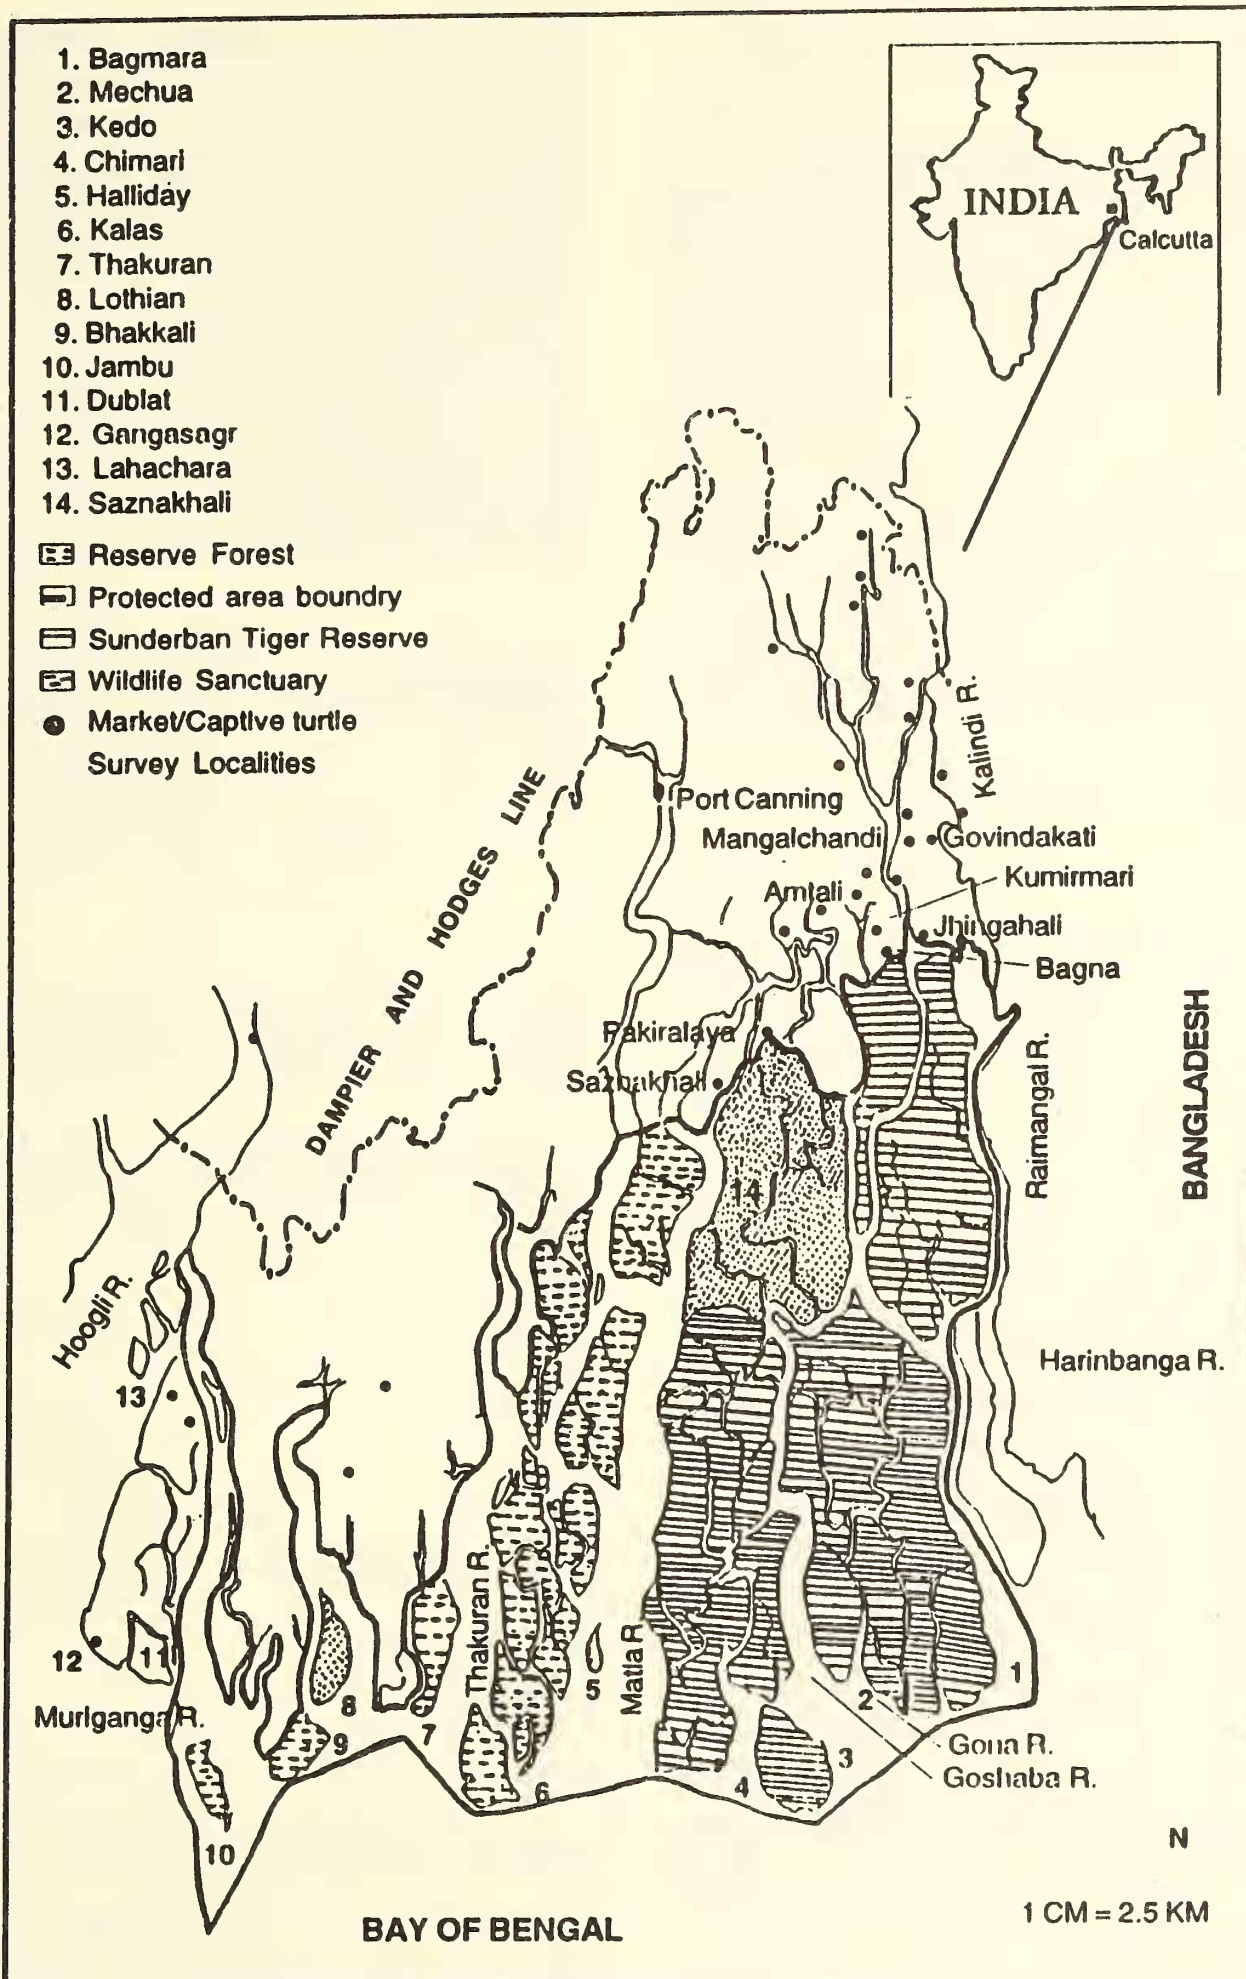 1. Bagmara
2. Mechua
3. Kedo
4. Chimari
5. Halliday
6. Kalas
7. Thakuran
8. Lothian
9. Bhakkali
10. Jambu
11. Dublat
12. Gangasagr
13. Lahachara
14. Saznakhali
Reserve Forest
Protected area boundry
Sunderban Tiger Reserve
Wildlife Sanctuary
Market/Captive turtle
Survey Localities
INDIA
Calcutta
Kalindi R.
DAMPIER AND HODGES LINE
Port Canning
Mangalchandi
Govindakati
Kumirmari
Amtali
Jhingahali
Bagna
Pakiralaya
Saznakhali
Raimangal R.
BANGLADESH
14
Hoogli R.
Harinbanga R.
13
Thakuran R.
Matla R.
12
11
5
1
8
2
Muriganga R.
7
9
3
Gona R.
Goshaba R.
4
6
10
N
1 CM = 2.5 KM
BAY OF BENGAL